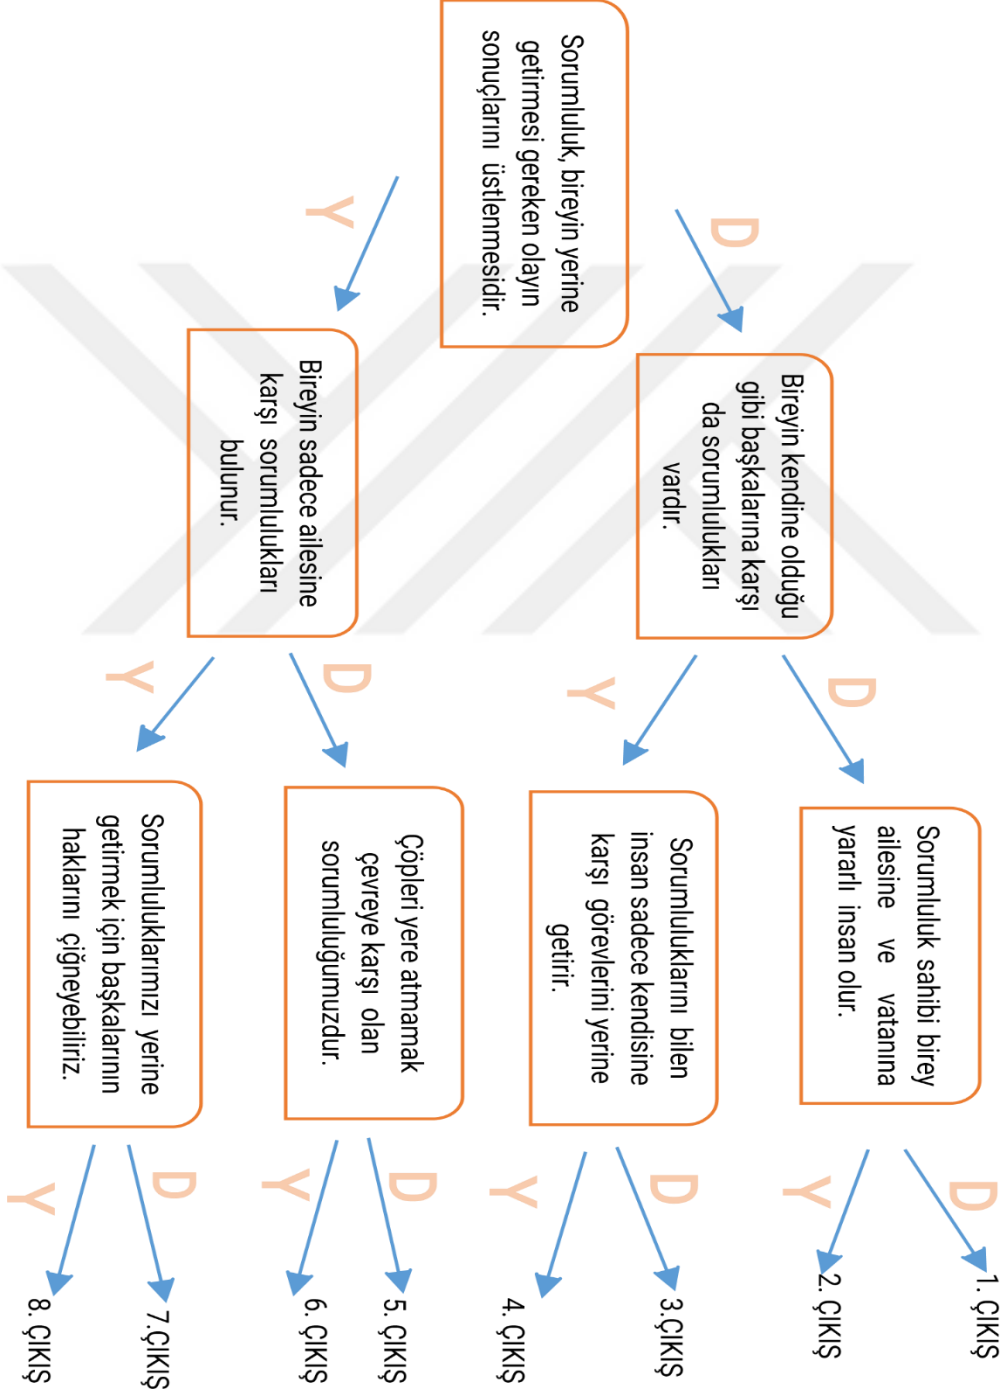 Sorumluluk, bireyin yerine
getirmesi gereken olayın
sonuçlarını üstlenmesidir.
D
Y
Bireyin kendine olduğu
gibi başkalarına karşı
da sorumlulukları
vardır.
Bireyin sadece ailesine
karşı sorumlulukları
bulunur.
D
Y
D
Y
Sorumluluk sahibi birey
ailesine ve vatanına
yararlı insan olur.
Sorumluluklarını bilen
insan sadece kendisine
karşı görevlerini yerine
getirir.
Çöpleri yere atmamak
çevreye karşı olan
sorumluluğumuzdur.
Sorumluluklarımızı yerine
getirmek için başkalarının
haklarını çiğneyebiliriz.
D
Y
D
Y
D
Y
D
Y
1. ÇIKIŞ
2. ÇIKIŞ
3.ÇIKIŞ
4. ÇIKIŞ
5. ÇIKIŞ
6. ÇIKIŞ
7.ÇIKIŞ
8. ÇIKIŞ